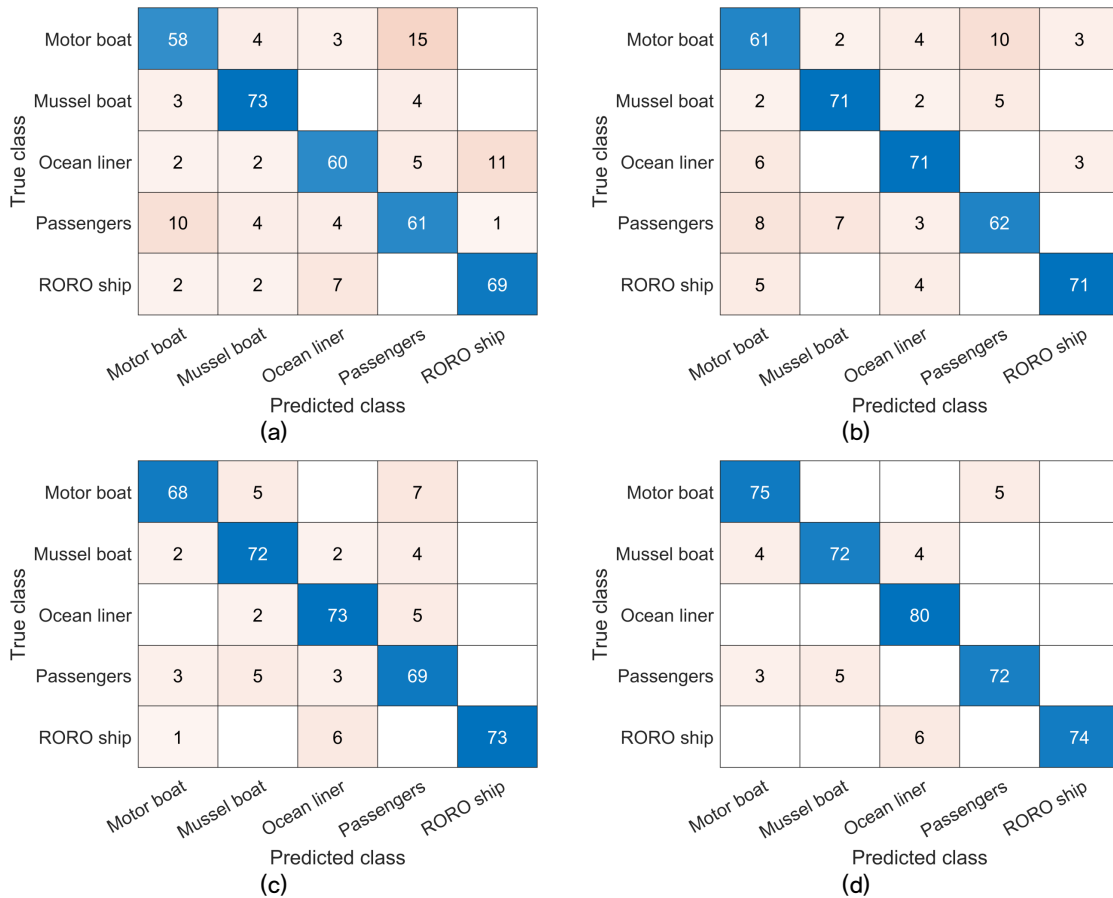 Motor boat 58 4 3 15
Mussel boat 3 73 4
Ocean liner 2 2 60 5 11
Passengers 10 4 4 61 1
RORO ship 2 2 7 69
True class
Motor boat Mussel boat Ocean liner Passengers RORO ship
Predicted class
(a)
Motor boat 61 2 4 10 3
Mussel boat 2 71 2 5
Ocean liner 6 71 3
Passengers 8 7 3 62
RORO ship 5 4 71
True class
Motor boat Mussel boat Ocean liner Passengers RORO ship
Predicted class
(b)
Motor boat 68 5 7
Mussel boat 2 72 2 4
Ocean liner 2 73 5
Passengers 3 5 3 69
RORO ship 1 6 73
True class
Motor boat Mussel boat Ocean liner Passengers RORO ship
Predicted class
(c)
Motor boat 75 5
Mussel boat 4 72 4
Ocean liner 80
Passengers 3 5 72
RORO ship 6 74
True class
Motor boat Mussel boat Ocean liner Passengers RORO ship
Predicted class
(d)